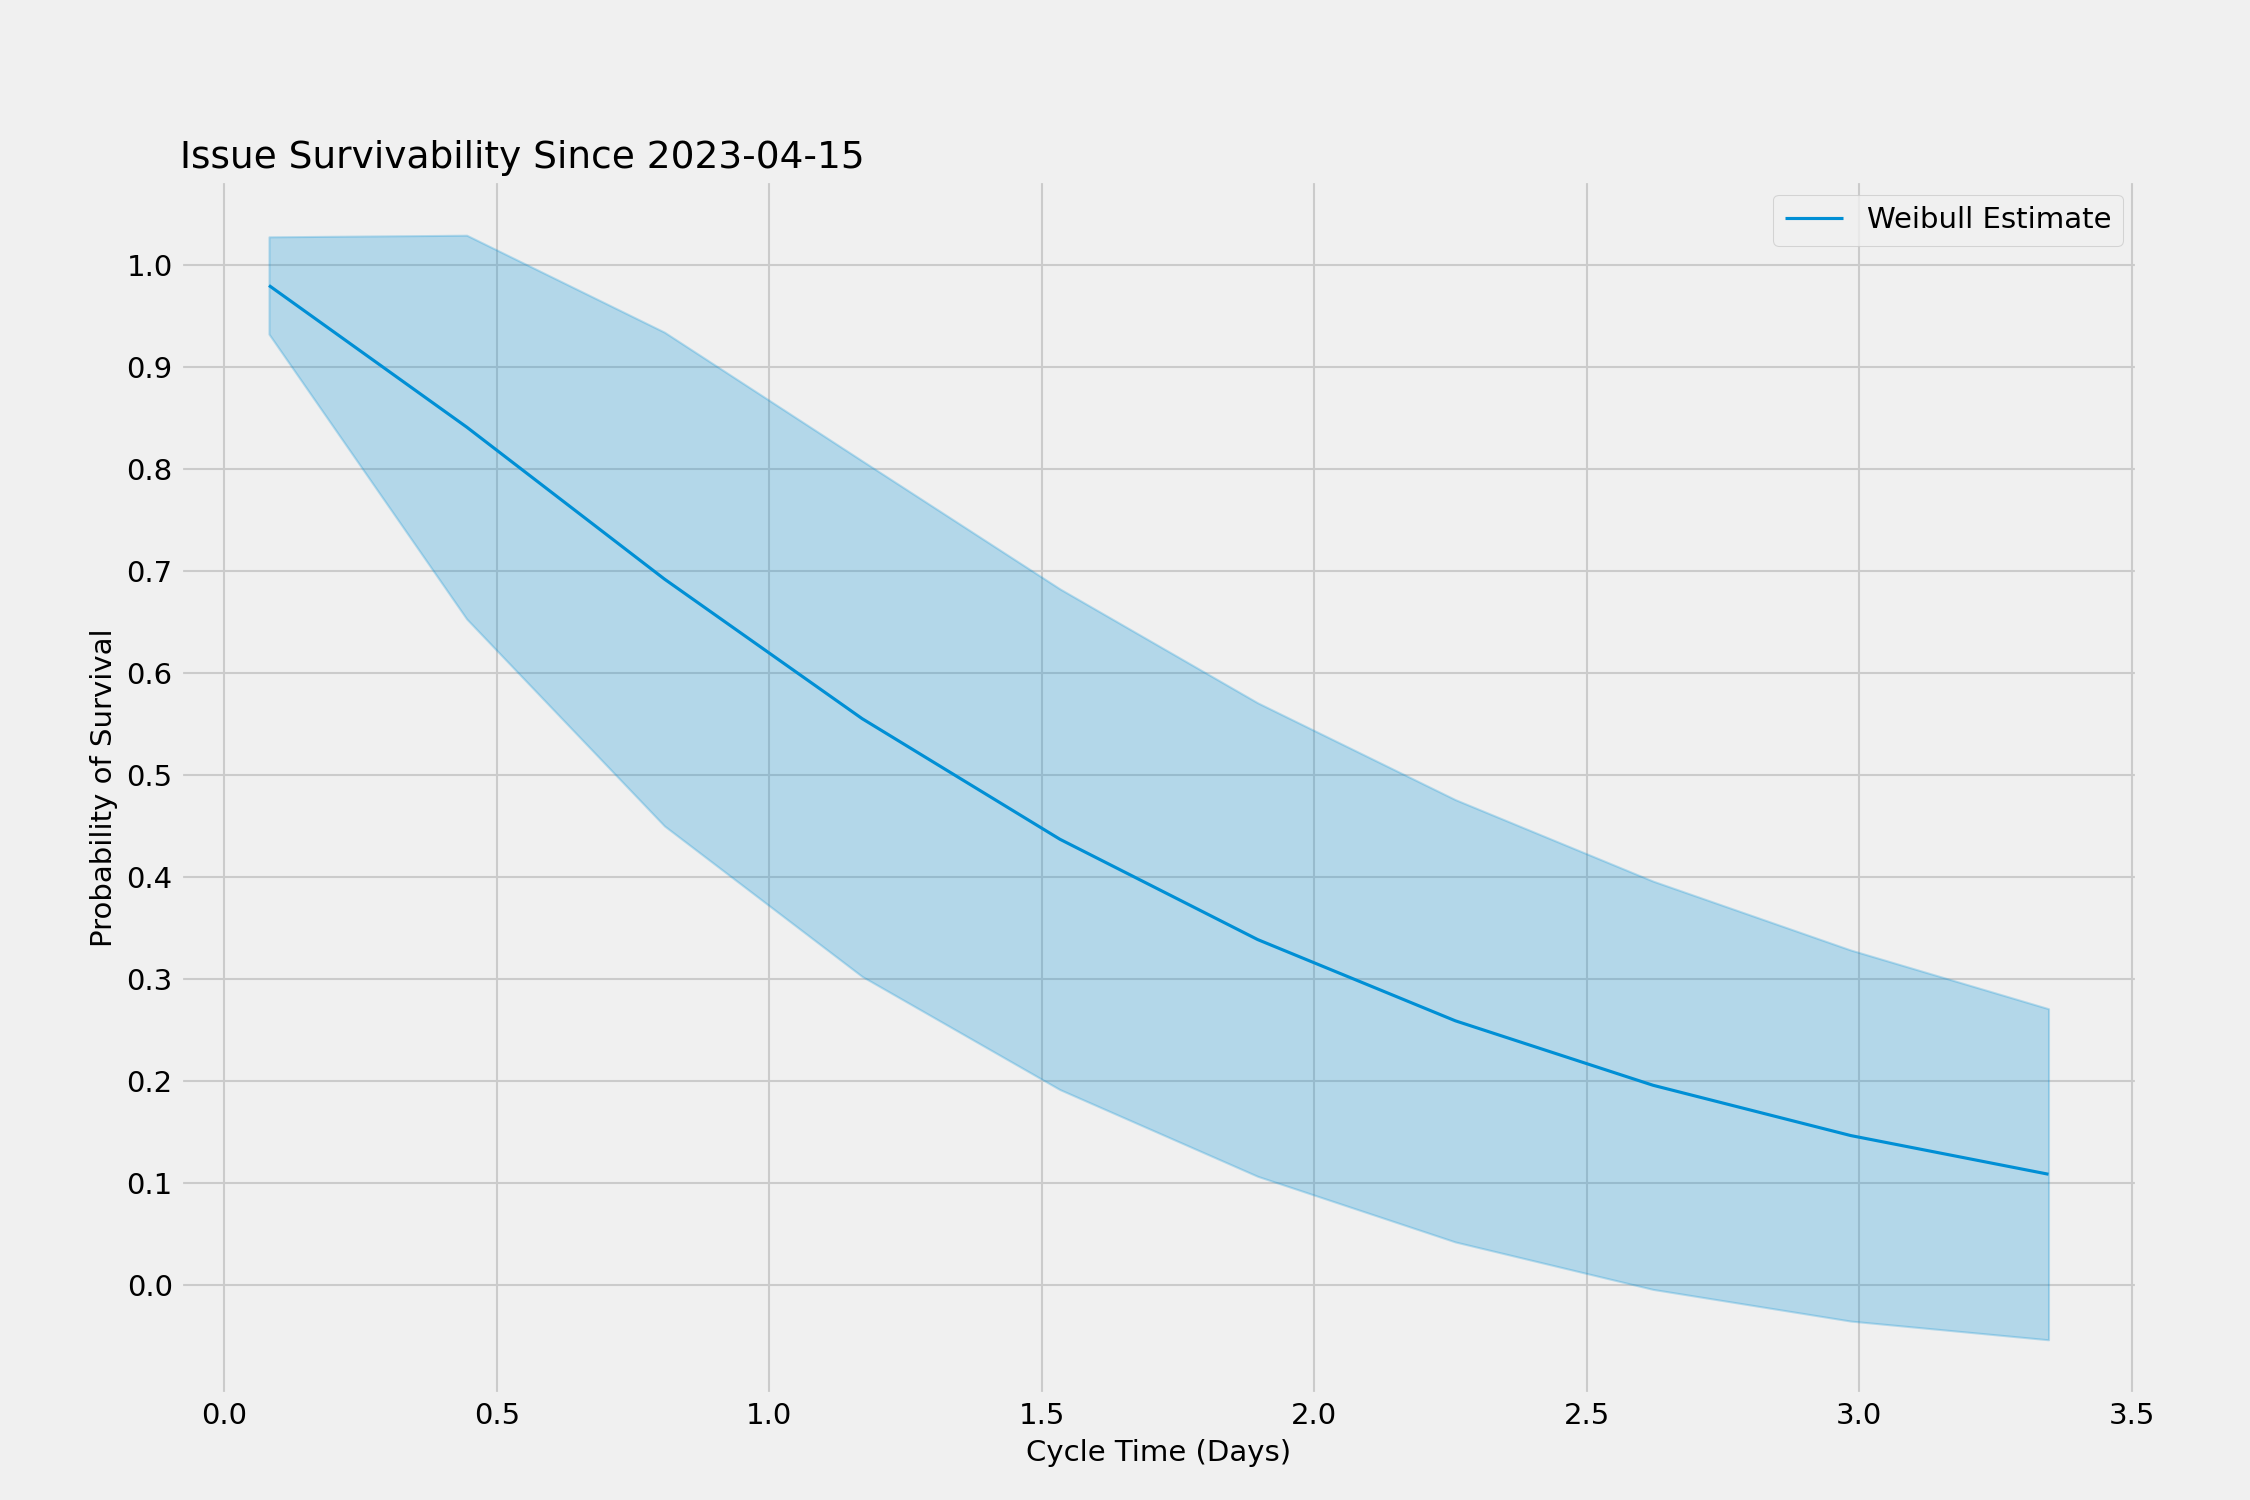 Issue Survivability Since 2023-04-15
Weibull Estimate
1.0
0.9
0.8
0.7
0.6
0.5
0.4
0.3
0.2
0.1
0.0
Probability of Survival
0.0 0.5 1.0 1.5 2.0 2.5 3.0 3.5
Cycle Time (Days)